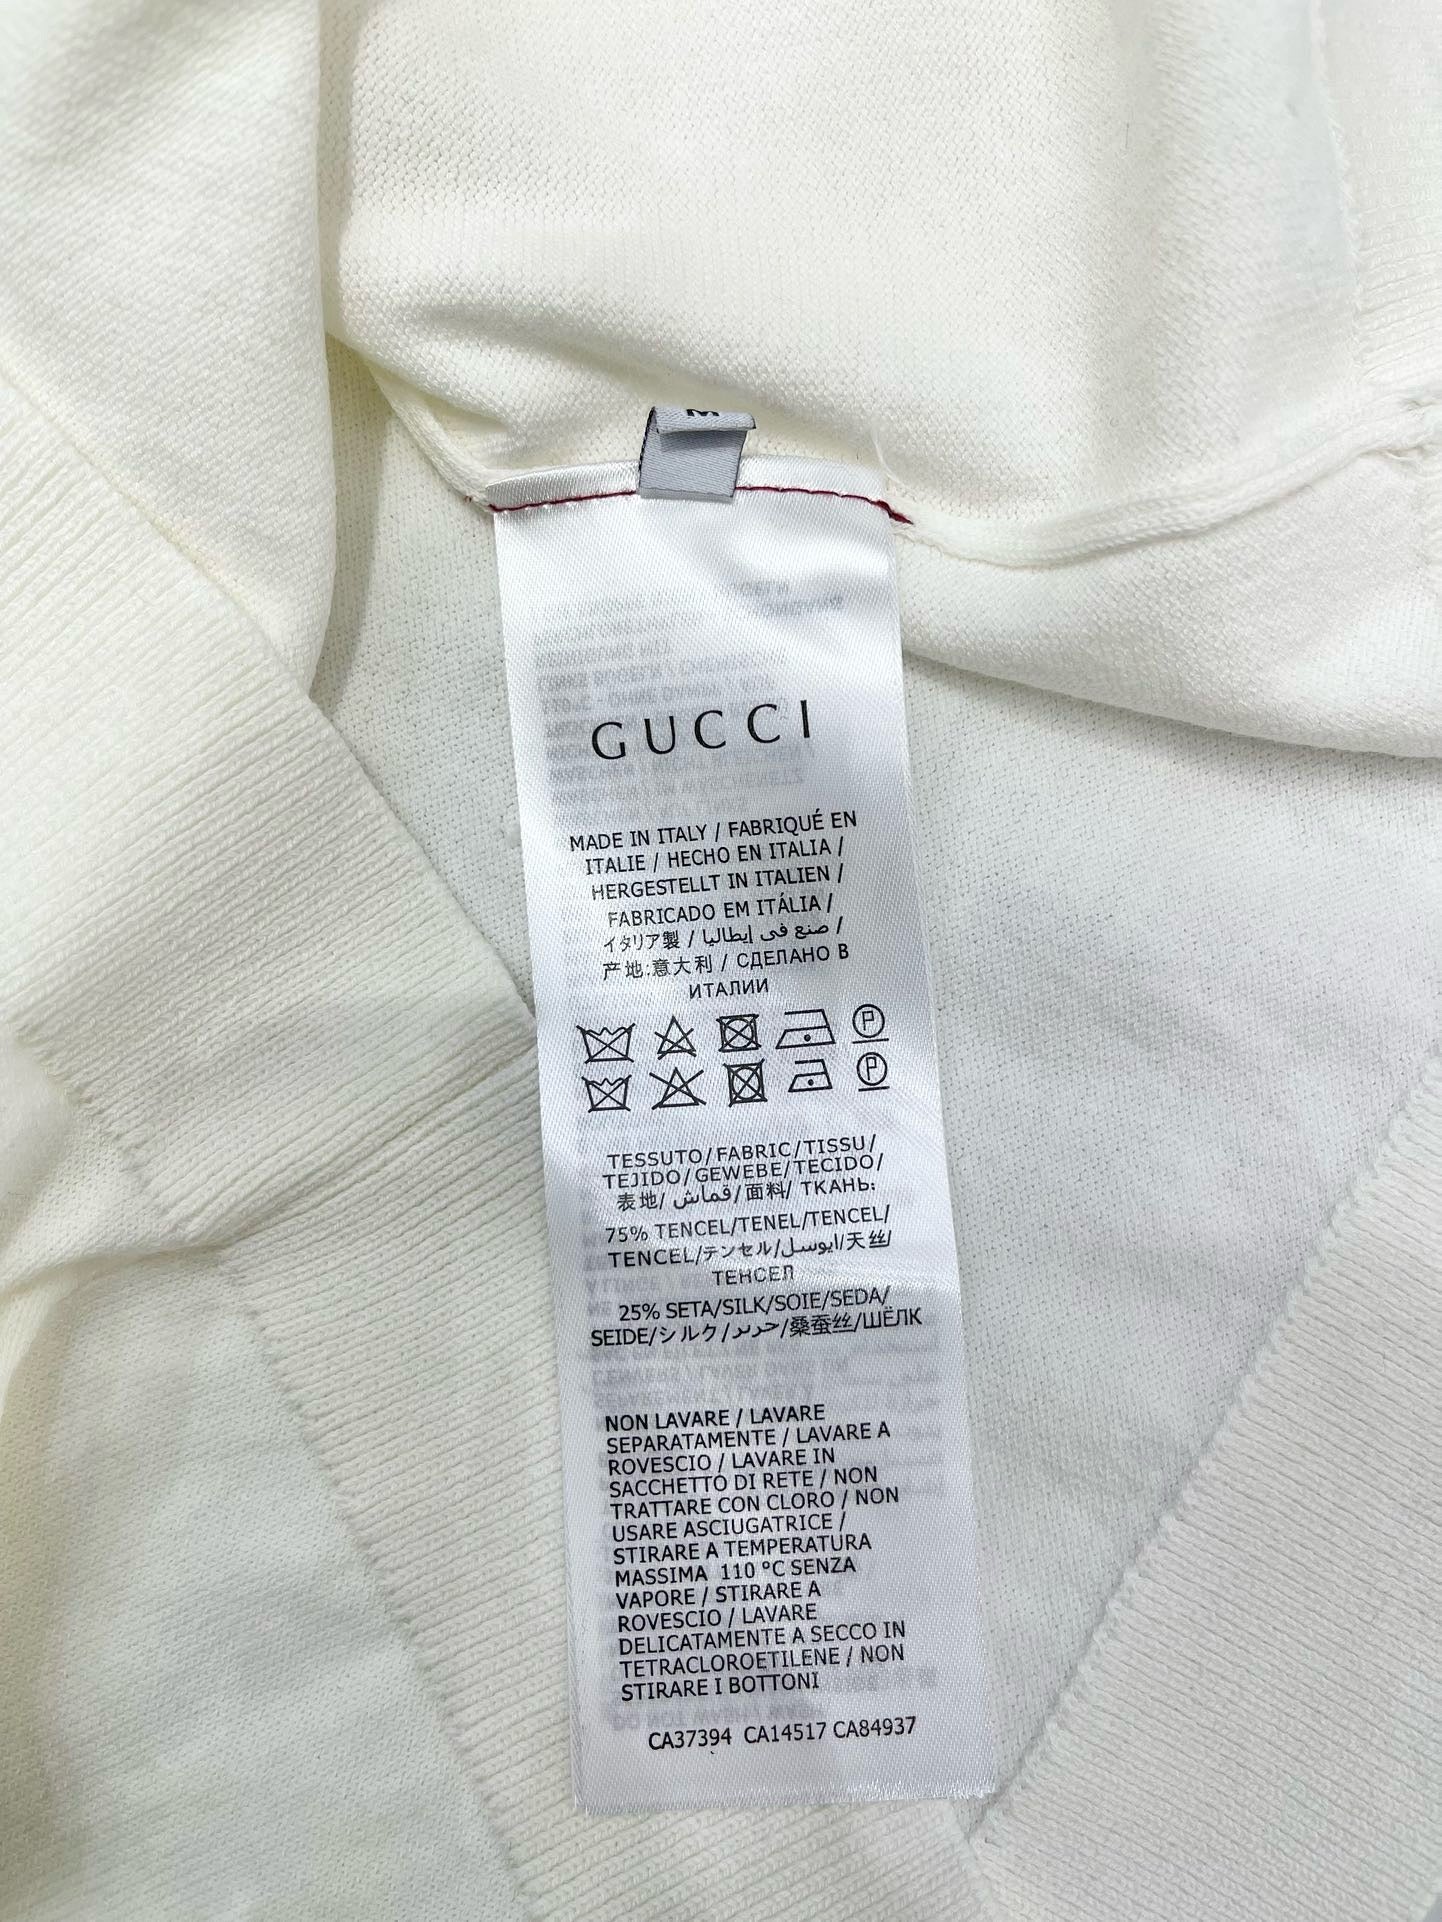 M
GUCCI
MADE IN ITALY / FABRIQUÉ EN
ITALIE / HECHO EN ITALIA /
HERGESTELLT IN ITALIEN /
FABRICADO EM ITÁLIA /
イタリア製 / صنع في إيطاليا /
产地:意大利 / СДЕЛАНО В
ИТАЛИИ
P
P
TESSUTO/FABRIC/TISSU/
TEJIDO/GEWEBE/TECIDO/
表地/ قماش/面料/ ТКАНЬ:
75% TENCEL/TENEL/TENCEL/
TENCEL/テンセル/ايوسل/天丝/
ТЕНСЕЛ
25% SETA/SILK/SOIE/SEDA/
SEIDE/シルク/حرير/桑蚕丝/ШЁЛК
NON LAVARE / LAVARE
SEPARATAMENTE / LAVARE A
ROVESCIO / LAVARE IN
SACCHETTO DI RETE / NON
TRATTARE CON CLORO / NON
USARE ASCIUGATRICE /
STIRARE A TEMPERATURA
MASSIMA 110 °C SENZA
VAPORE / STIRARE A
ROVESCIO / LAVARE
DELICATAMENTE A SECCO IN
TETRACLOROETILENE / NON
STIRARE I BOTTONI
CA37394 CA14517 CA84937